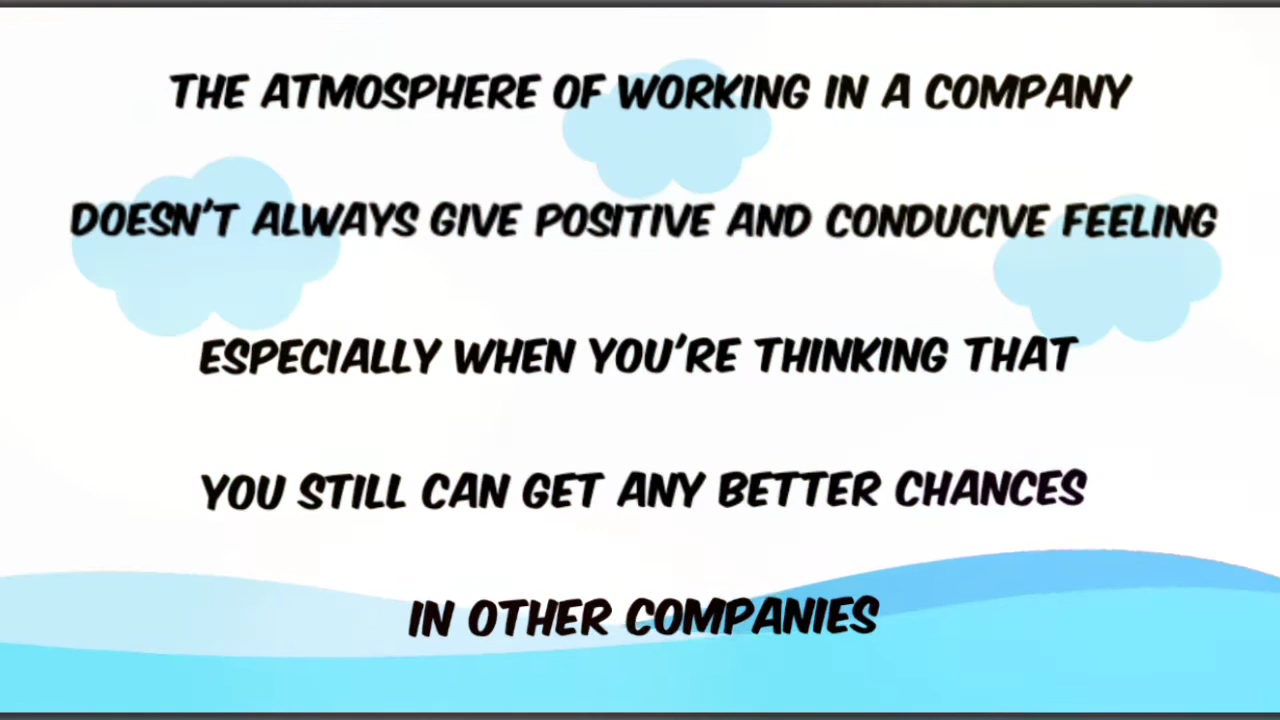 THE ATMOSPHERE OF WORKING IN A COMPANY
DOESN'T ALWAYS GIVE POSITIVE AND CONDUCIVE FEELING
ESPECIALLY WHEN YOU'RE THINKING THAT
YOU STILL CAN GET ANY BETTER CHANCES
IN OTHER COMPANIES